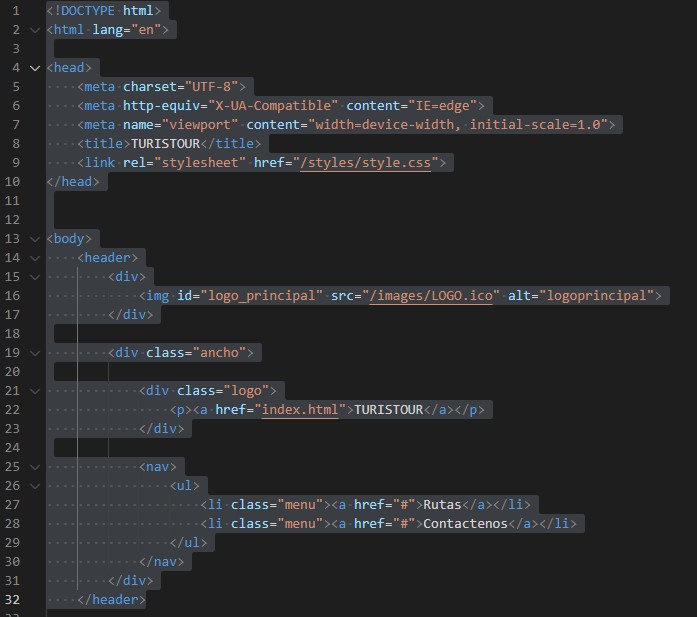 1 <!DOCTYPE html>
2 <html lang="en">
3
4 <head>
5     <meta charset="UTF-8">
6     <meta http-equiv="X-UA-Compatible" content="IE=edge">
7     <meta name="viewport" content="width=device-width, initial-scale=1.0">
8     <title>TURISTOUR</title>
9     <link rel="stylesheet" href="/styles/style.css">
10 </head>
11
12
13 <body>
14     <header>
15         <div>
16             <img id="logo_principal" src="/images/LOGO.ico" alt="logoprincipal">
17         </div>
18
19         <div class="ancho">
20
21             <div class="logo">
22                 <p><a href="index.html">TURISTOUR</a></p>
23             </div>
24
25             <nav>
26                 <ul>
27                     <li class="menu"><a href="#">Rutas</a></li>
28                     <li class="menu"><a href="#">Contactenos</a></li>
29                 </ul>
30             </nav>
31         </div>
32     </header>